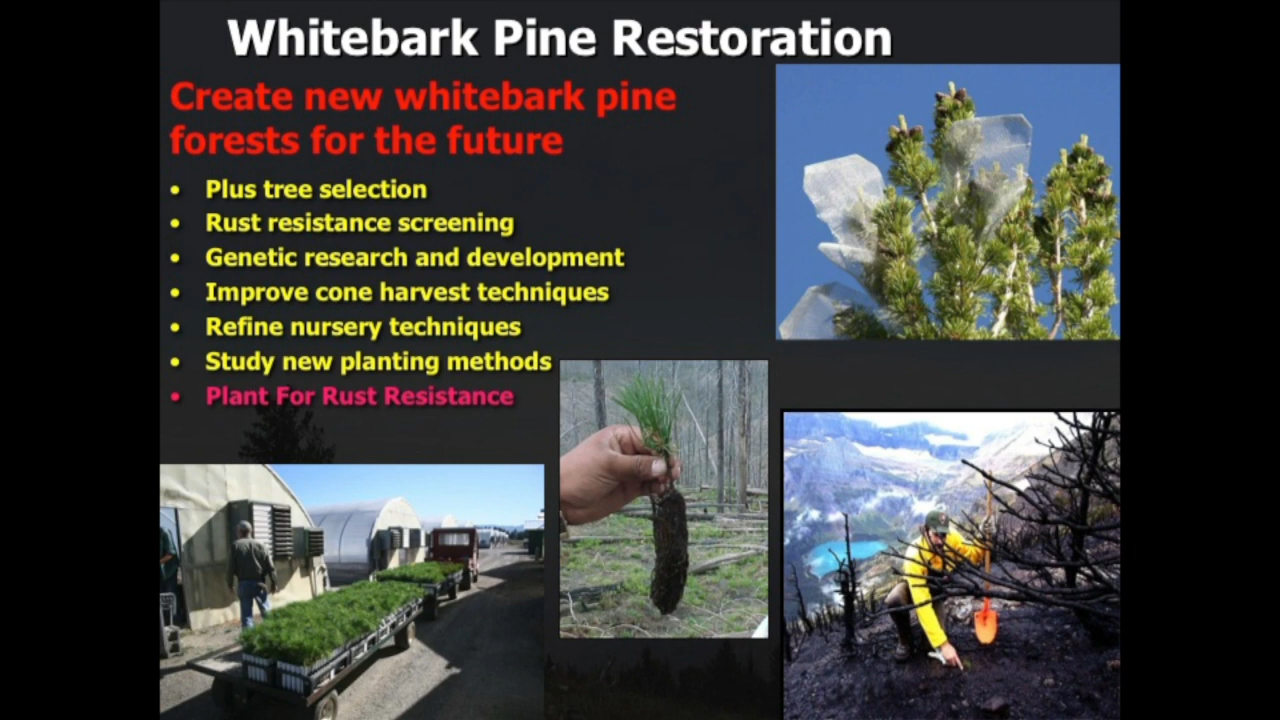 Whitebark Pine Restoration
Create new whitebark pine
forests for the future
• Plus tree selection
• Rust resistance screening
• Genetic research and development
• Improve cone harvest techniques
• Refine nursery techniques
• Study new planting methods
• Plant For Rust Resistance